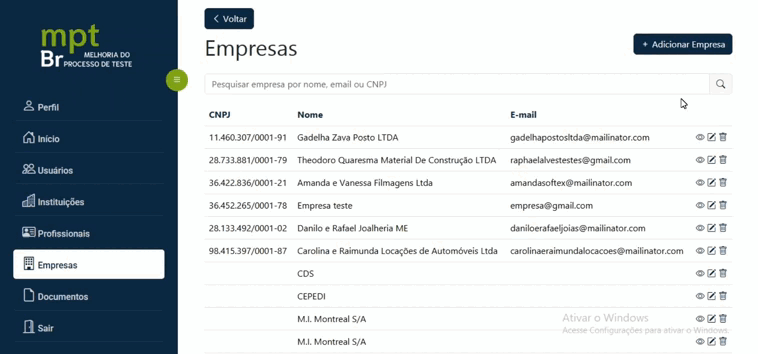 mpt
Br MELHORIA DO
PROCESSO DE TESTE
Perfil
Início
Usuários
Instituições
Profissionais
Empresas
Documentos
Sair
Voltar
Empresas
+ Adicionar Empresa
Pesquisar empresa por nome, email ou CNPJ
CNPJ Nome E-mail
11.460.307/0001-91 Gadelha Zava Posto LTDA gadelhapostosltda@mailinator.com
28.733.881/0001-79 Theodoro Quaresma Material De Construção LTDA raphaelalvestestes@gmail.com
36.422.836/0001-21 Amanda e Vanessa Filmagens Ltda amandasoftex@mailinator.com
36.452.265/0001-78 Empresa teste empresa@gmail.com
28.133.492/0001-02 Danilo e Rafael Joalheria ME daniloerafaeljoias@mailinator.com
98.415.397/0001-87 Carolina e Raimunda Locações de Automóveis Ltda carolinaeraimundalocacoes@mailinator.com
CDS
CEPEDI
M.I. Montreal S/A
M.I. Montreal S/A
Ativar o Windows
Acesse Configurações para ativar o Windows.